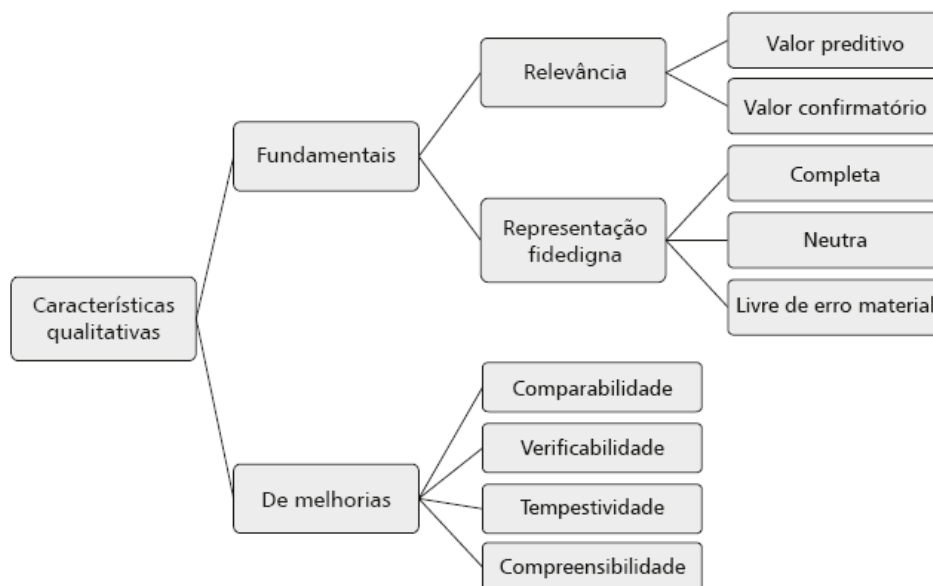 Características
qualitativas
Fundamentais
Relevância
Valor preditivo
Valor confirmatório
Representação
fidedigna
Completa
Neutra
Livre de erro material
De melhorias
Comparabilidade
Verificabilidade
Tempestividade
Compreensibilidade